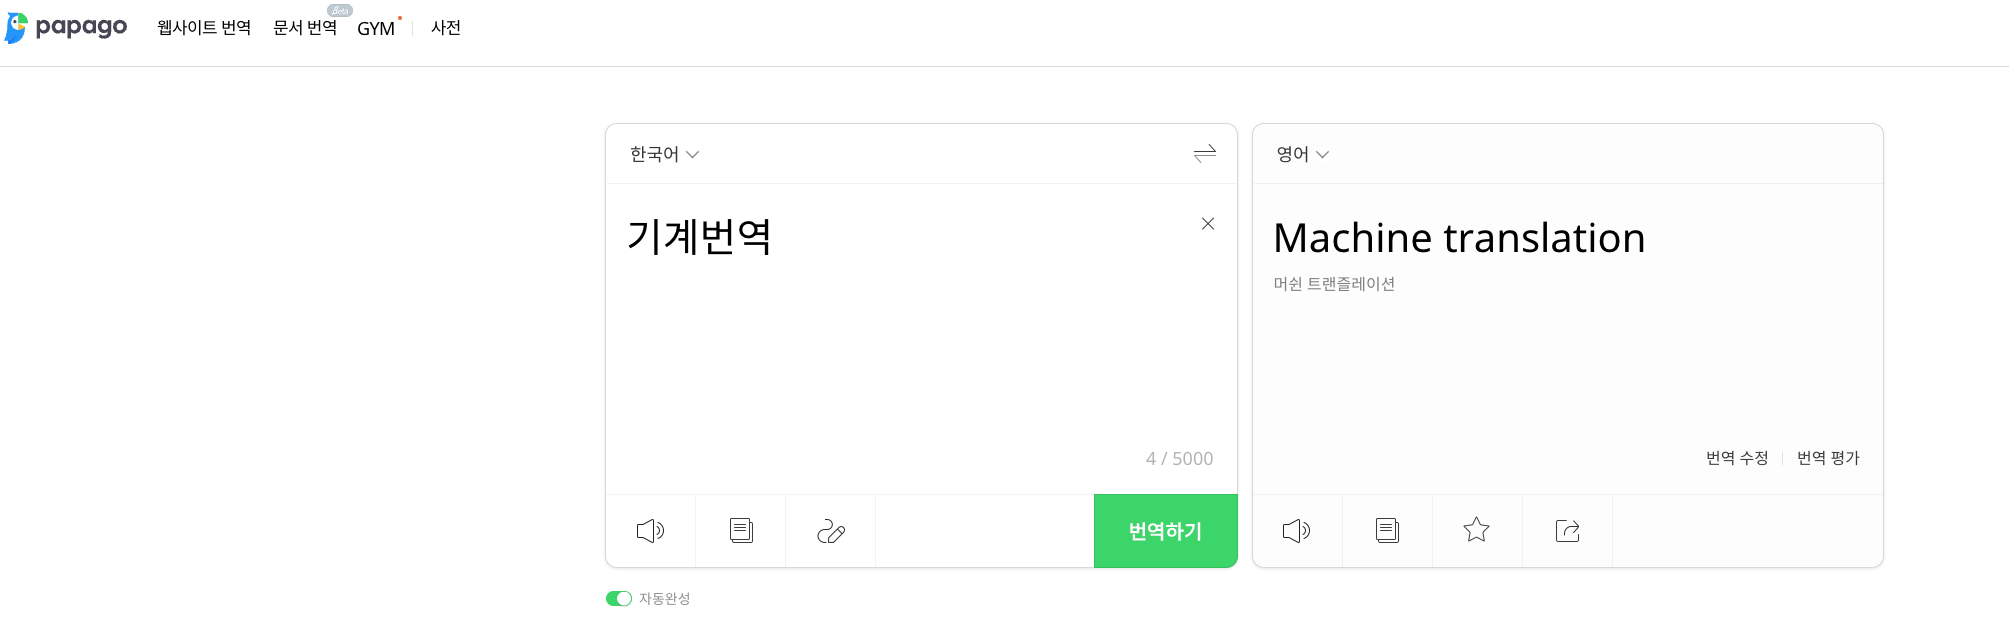 papago
웹사이트 번역
문서 번역
Beta
GYM
사전
한국어
영어
기계번역
Machine translation
머쉰 트랜즐레이션
4 / 5000
번역 수정
번역 평가
번역하기
자동완성